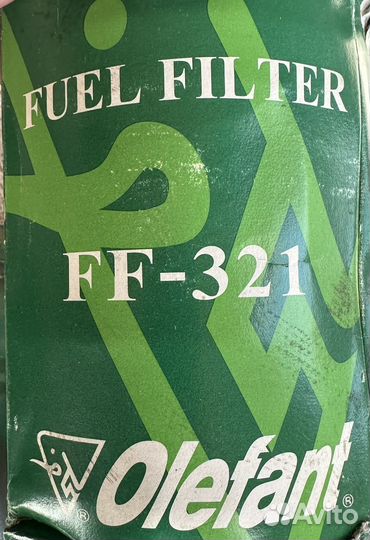 FUEL FILTER
FF-321
Olefant®
®
Avito